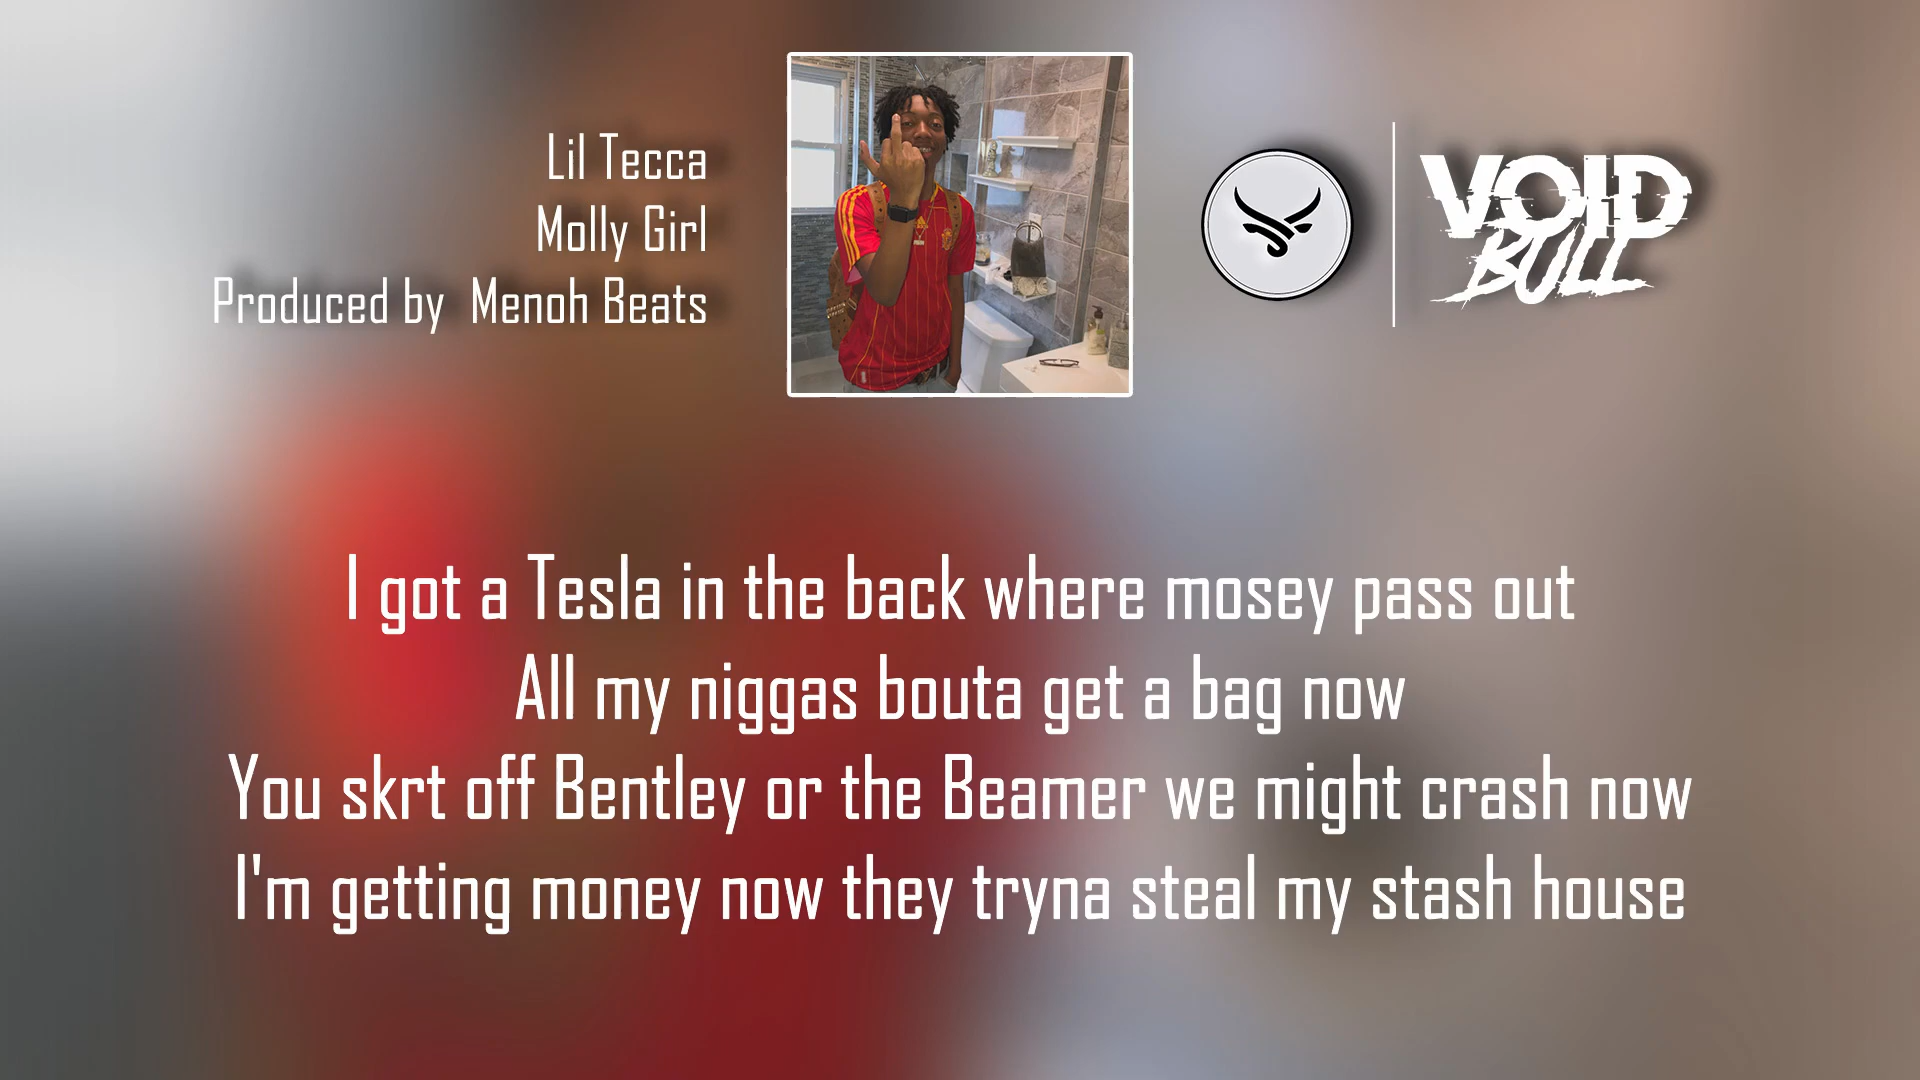 Lil Tecca
Molly Girl
Produced by Menoh Beats
VOID
BULL
I got a Tesla in the back where mosey pass out
All my niggas bouta get a bag now
You skrt off Bentley or the Beamer we might crash now
I'm getting money now they tryna steal my stash house